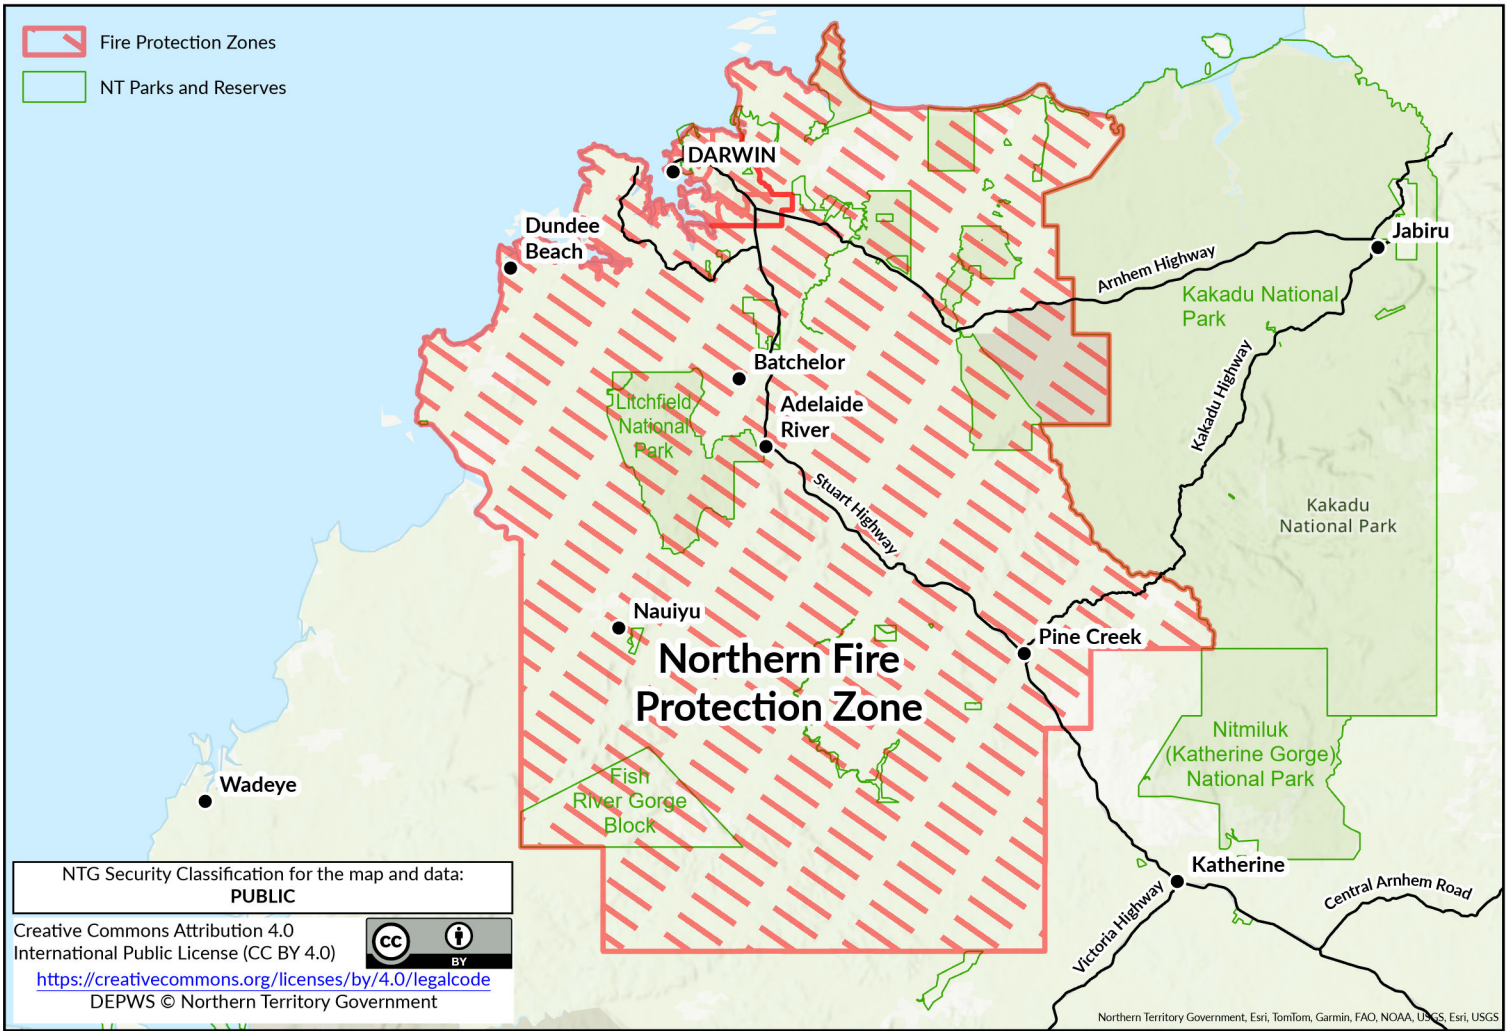 Fire Protection Zones
NT Parks and Reserves
DARWIN
Dundee
Beach
Jabiru
Arnhem Highway
Kakadu National
Park
Kakadu Highway
Batchelor
Litchfield
National
Park
Adelaide
River
Stuart Highway
Kakadu
National Park
Nauiyu
Pine Creek
Northern Fire
Protection Zone
Nitmiluk
(Katherine Gorge)
National Park
Fish
River Gorge
Block
Wadeye
Katherine
Victoria Highway
Central Arnhem Road
NTG Security Classification for the map and data:
PUBLIC
Creative Commons Attribution 4.0
International Public License (CC BY 4.0)
cc
BY
https://creativecommons.org/licenses/by/4.0/legalcode
DEPWS © Northern Territory Government
Northern Territory Government, Esri, TomTom, Garmin, FAO, NOAA, USGS, Esri, USGS